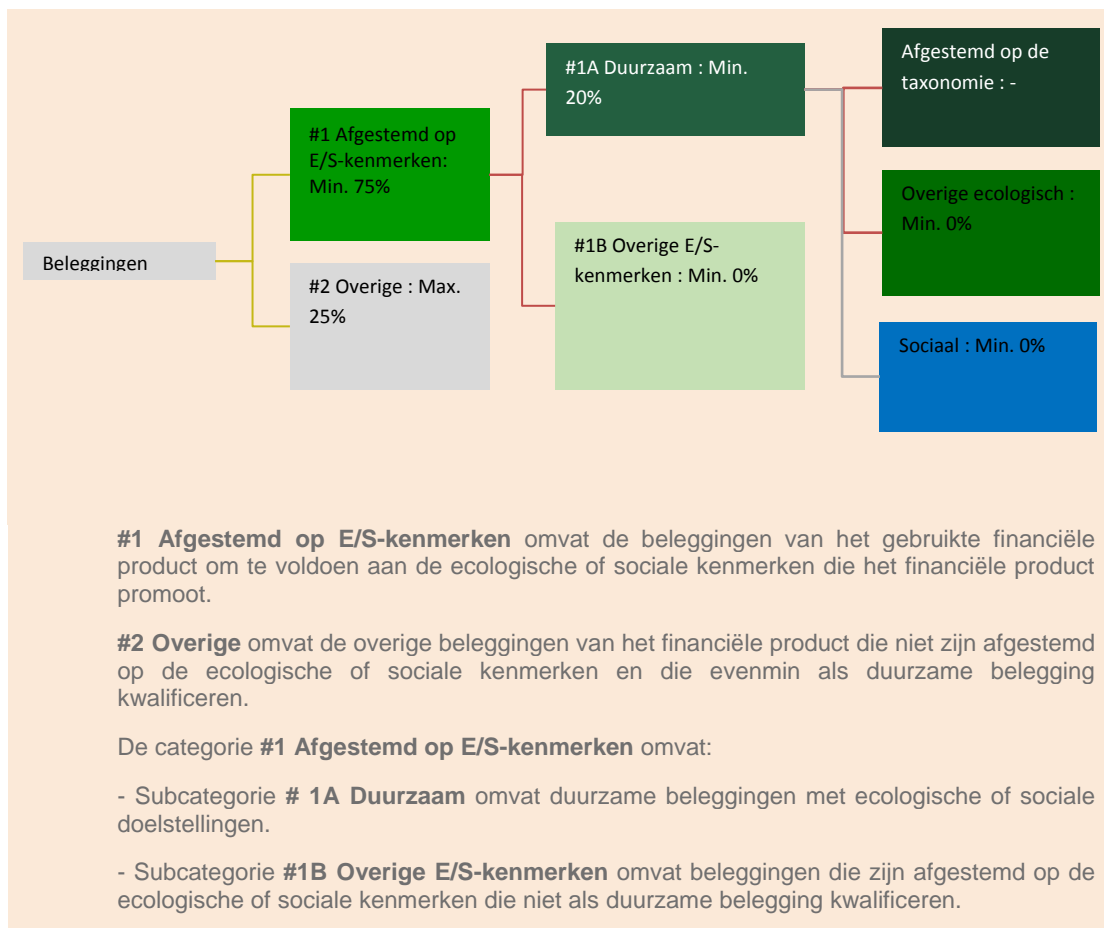 Beleggingen
#1 Afgestemd op
E/S-kenmerken:
Min. 75%
#2 Overige : Max.
25%
#1A Duurzaam : Min.
20%
#1B Overige E/S-
kenmerken : Min. 0%
Afgestemd op de
taxonomie : -
Overige ecologisch :
Min. 0%
Sociaal : Min. 0%
#1 Afgestemd op E/S-kenmerken omvat de beleggingen van het gebruikte financiële
product om te voldoen aan de ecologische of sociale kenmerken die het financiële product
promoot.
#2 Overige omvat de overige beleggingen van het financiële product die niet zijn afgestemd
op de ecologische of sociale kenmerken en die evenmin als duurzame belegging
kwalificeren.
De categorie #1 Afgestemd op E/S-kenmerken omvat:
- Subcategorie # 1A Duurzaam omvat duurzame beleggingen met ecologische of sociale
doelstellingen.
- Subcategorie #1B Overige E/S-kenmerken omvat beleggingen die zijn afgestemd op de
ecologische of sociale kenmerken die niet als duurzame belegging kwalificeren.